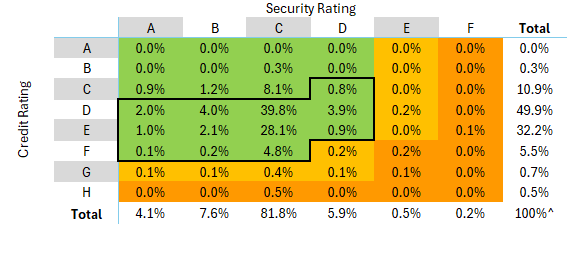 Security Rating
A B C D E F Total
A 0.0% 0.0% 0.0% 0.0% 0.0% 0.0% 0.0%
B 0.0% 0.0% 0.3% 0.0% 0.0% 0.0% 0.3%
C 0.9% 1.2% 8.1% 0.8% 0.0% 0.0% 10.9%
D 2.0% 4.0% 39.8% 3.9% 0.2% 0.0% 49.9%
E 1.0% 2.1% 28.1% 0.9% 0.0% 0.1% 32.2%
F 0.1% 0.2% 4.8% 0.2% 0.2% 0.0% 5.5%
G 0.1% 0.1% 0.4% 0.1% 0.1% 0.0% 0.7%
H 0.0% 0.0% 0.5% 0.0% 0.0% 0.0% 0.5%
Total 4.1% 7.6% 81.8% 5.9% 0.5% 0.2% 100%^
Credit Rating